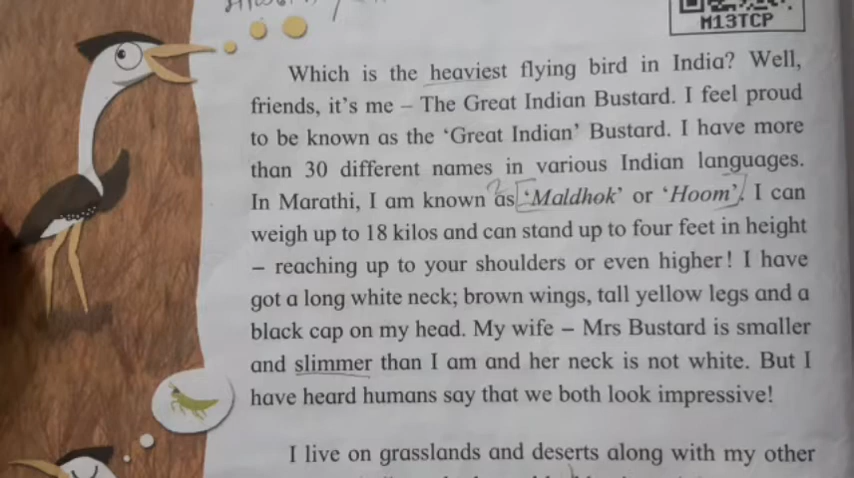 M13TCP
Which is the heaviest flying bird in India? Well,
friends, it's me – The Great Indian Bustard. I feel proud
to be known as the 'Great Indian' Bustard. I have more
than 30 different names in various Indian languages.
In Marathi, I am known as 'Maldhok' or 'Hoom'. I can
weigh up to 18 kilos and can stand up to four feet in height
– reaching up to your shoulders or even higher! I have
got a long white neck; brown wings, tall yellow legs and a
black cap on my head. My wife – Mrs Bustard is smaller
and slimmer than I am and her neck is not white. But I
have heard humans say that we both look impressive!
I live on grasslands and deserts along with my other